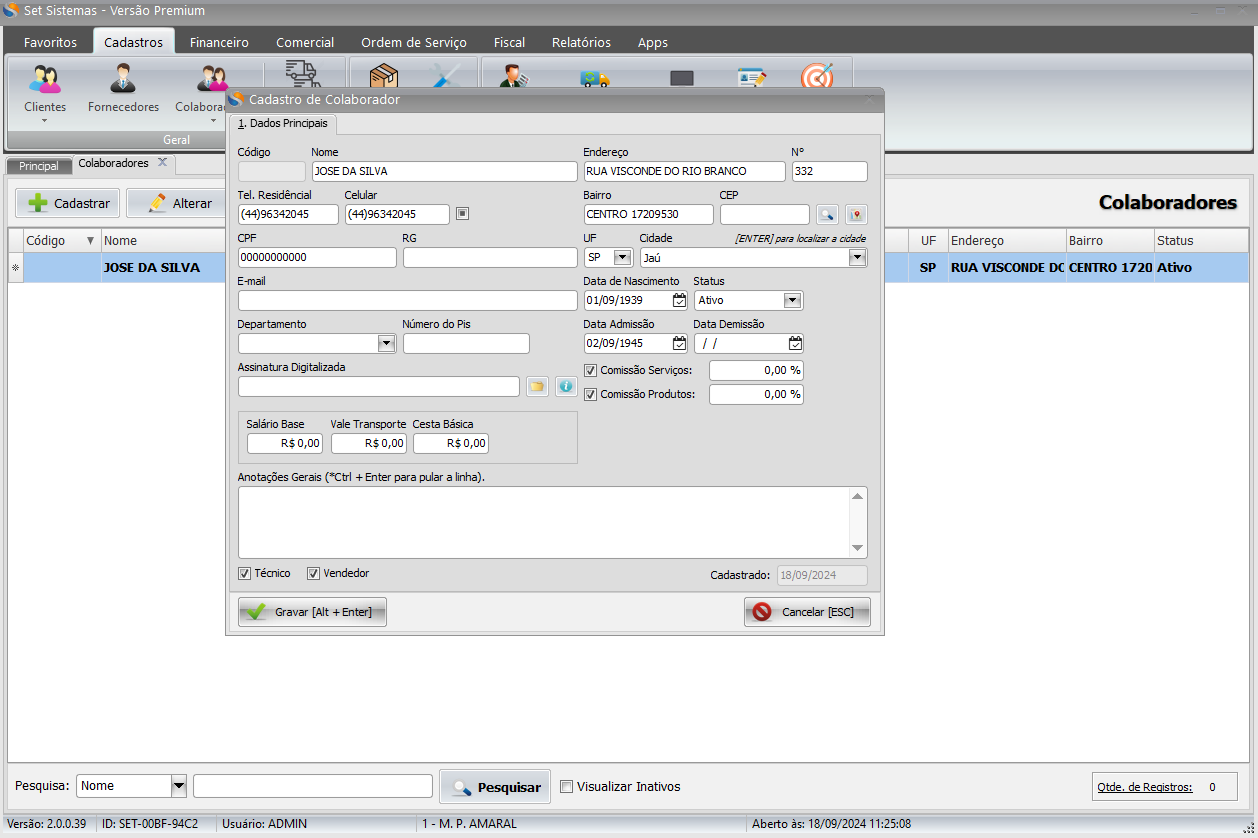 Set Sistemas - Versão Premium
Favoritos Cadastros Financeiro Comercial Ordem de Serviço Fiscal Relatórios Apps
Clientes Fornecedores Colabora
Geral
Principal Colaboradores
Cadastrar Alterar
Colaboradores
Código Nome UF Endereço Bairro Status
JOSE DA SILVA SP RUA VISCONDE DO CENTRO 1720 Ativo
Cadastro de Colaborador
1. Dados Principais
Código Nome Endereço Nº
JOSE DA SILVA RUA VISCONDE DO RIO BRANCO 332
Tel. Residêncial Celular Bairro CEP
(44)96342045 (44)96342045 CENTRO 17209530
CPF RG UF Cidade [ENTER] para localizar a cidade
00000000000 SP Jaú
E-mail Data de Nascimento Status
01/09/1939 Ativo
Departamento Número do Pis Data Admissão Data Demissão
02/09/1945 / /
Assinatura Digitalizada
Comissão Serviços: 0,00 %
Comissão Produtos: 0,00 %
Salário Base Vale Transporte Cesta Básica
R$ 0,00 R$ 0,00 R$ 0,00
Anotações Gerais (*Ctrl + Enter para pular a linha).
Técnico Vendedor Cadastrado: 18/09/2024
Gravar [Alt + Enter] Cancelar [ESC]
Pesquisa: Nome Pesquisar Visualizar Inativos Qtde. de Registros: 0
Versão: 2.0.0.39 ID: SET-00BF-94C2 Usuário: ADMIN 1 - M. P. AMARAL Aberto às: 18/09/2024 11:25:08